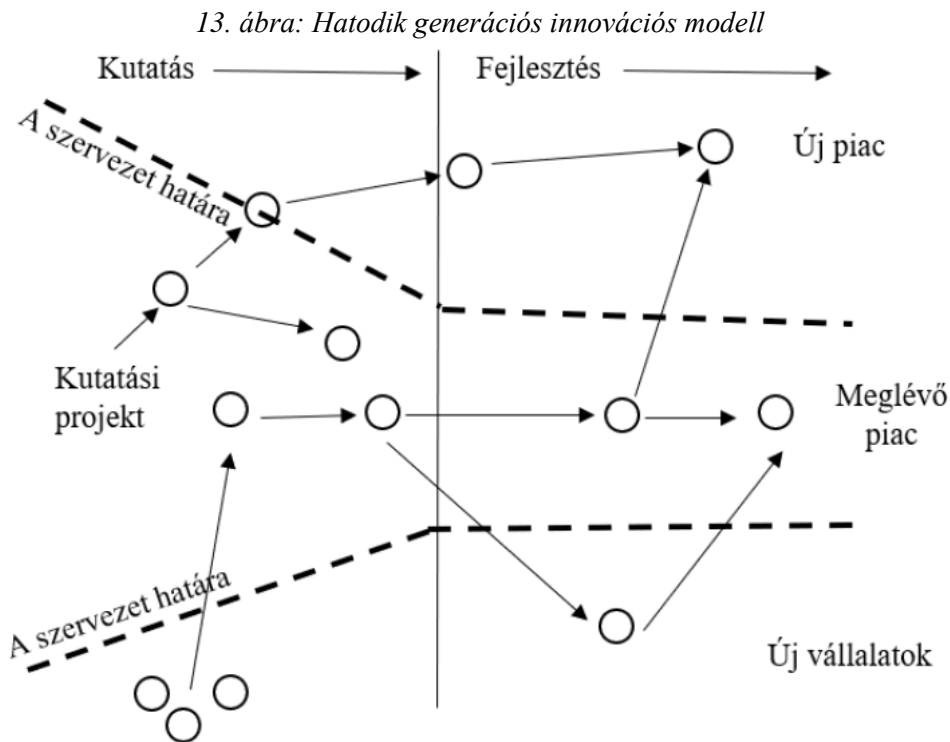 13. ábra: Hatodik generációs innovációs modell
Kutatás
Fejlesztés
A szervezet határa
Új piac
Kutatási
projekt
Meglévő
piac
A szervezet határa
Új vállalatok